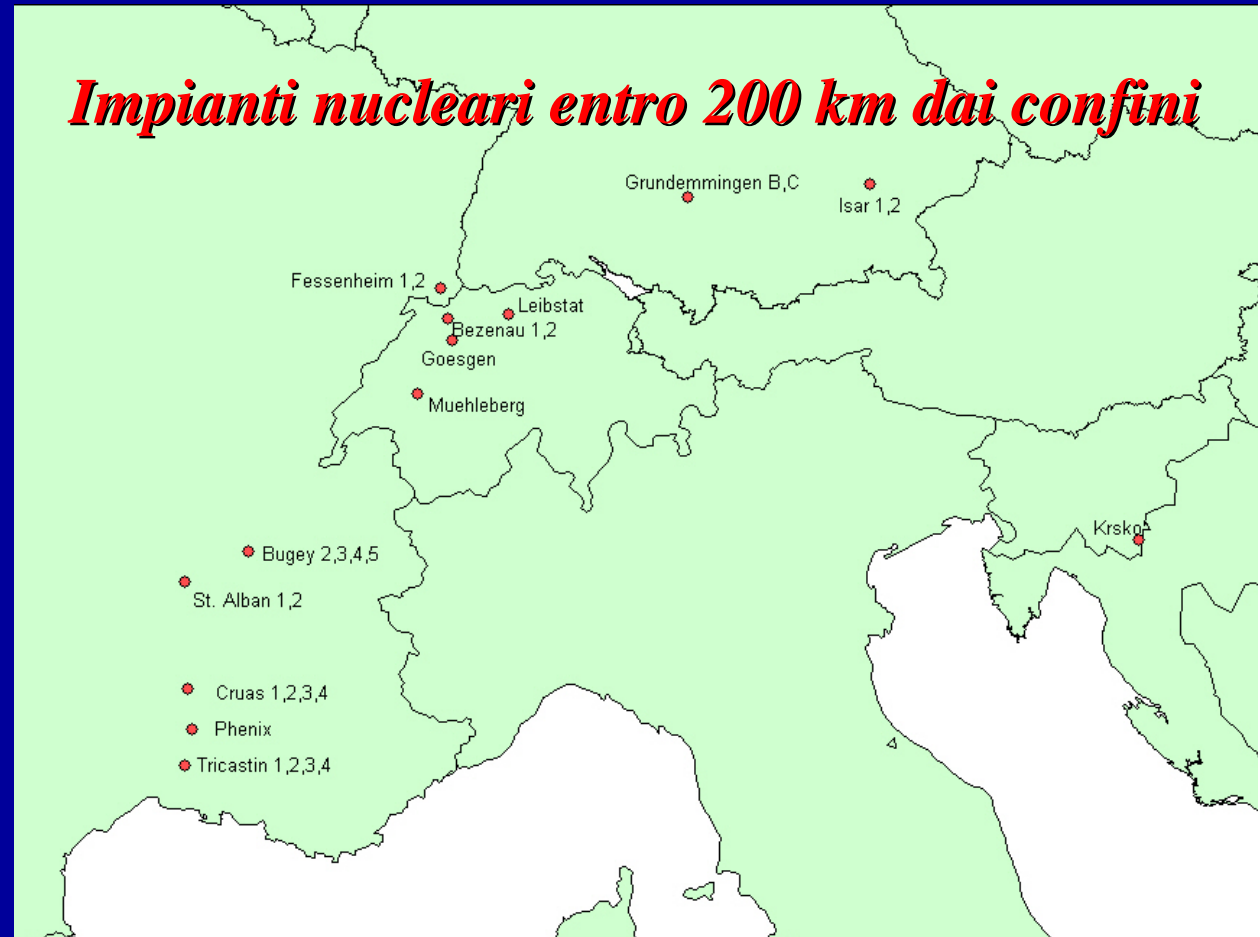 Impianti nucleari entro 200 km dai confini
Grundemmingen B,C
Isar 1,2
Fessenheim 1,2
Leibstat
Bezenau 1,2
Goesgen
Muehleberg
Krsko
Bugey 2,3,4,5
St. Alban 1,2
Cruas 1,2,3,4
Phenix
Tricastin 1,2,3,4